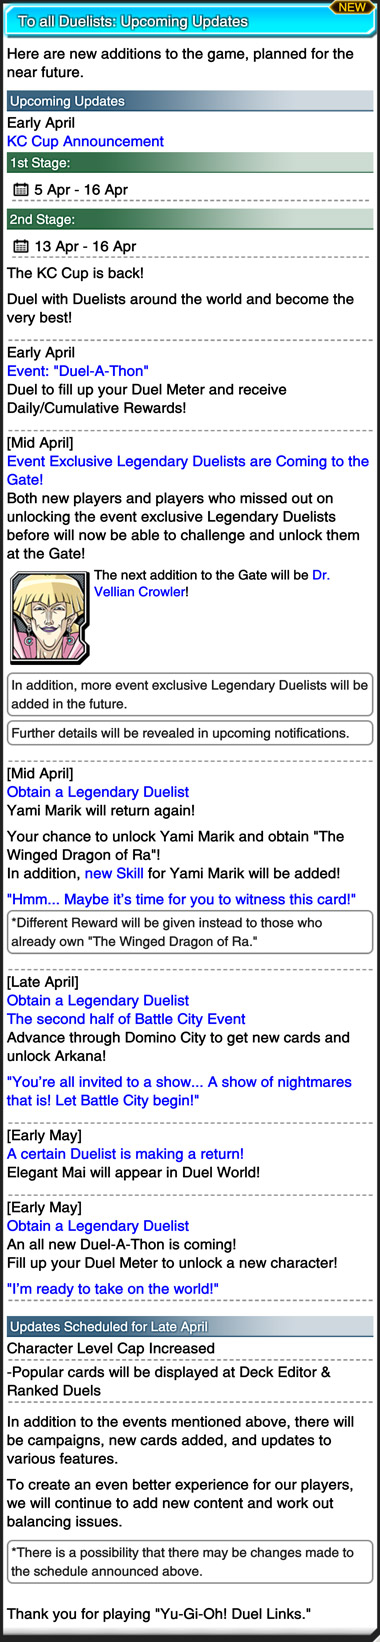 NEW
To all Duelists: Upcoming Updates
Here are new additions to the game, planned for the
near future.
Upcoming Updates
Early April
KC Cup Announcement
1st Stage:
5 Apr - 16 Apr
2nd Stage:
13 Apr - 16 Apr
The KC Cup is back!
Duel with Duelists around the world and become the
very best!
Early April
Event: "Duel-A-Thon"
Duel to fill up your Duel Meter and receive
Daily/Cumulative Rewards!
[Mid April]
Event Exclusive Legendary Duelists are Coming to the
Gate!
Both new players and players who missed out on
unlocking the event exclusive Legendary Duelists
before will now be able to challenge and unlock them
at the Gate!
The next addition to the Gate will be Dr.
Vellian Crowler!
In addition, more event exclusive Legendary Duelists will be
added in the future.
Further details will be revealed in upcoming notifications.
[Mid April]
Obtain a Legendary Duelist
Yami Marik will return again!
Your chance to unlock Yami Marik and obtain "The
Winged Dragon of Ra"!
In addition, new Skill for Yami Marik will be added!
"Hmm... Maybe it's time for you to witness this card!"
*Different Reward will be given instead to those who
already own "The Winged Dragon of Ra."
[Late April]
Obtain a Legendary Duelist
The second half of Battle City Event
Advance through Domino City to get new cards and
unlock Arkana!
"You're all invited to a show... A show of nightmares
that is! Let Battle City begin!"
[Early May]
A certain Duelist is making a return!
Elegant Mai will appear in Duel World!
[Early May]
Obtain a Legendary Duelist
An all new Duel-A-Thon is coming!
Fill up your Duel Meter to unlock a new character!
"I'm ready to take on the world!"
Updates Scheduled for Late April
Character Level Cap Increased
-Popular cards will be displayed at Deck Editor &
Ranked Duels
In addition to the events mentioned above, there will
be campaigns, new cards added, and updates to
various features.
To create an even better experience for our players,
we will continue to add new content and work out
balancing issues.
*There is a possibility that there may be changes made to
the schedule announced above.
Thank you for playing "Yu-Gi-Oh! Duel Links."